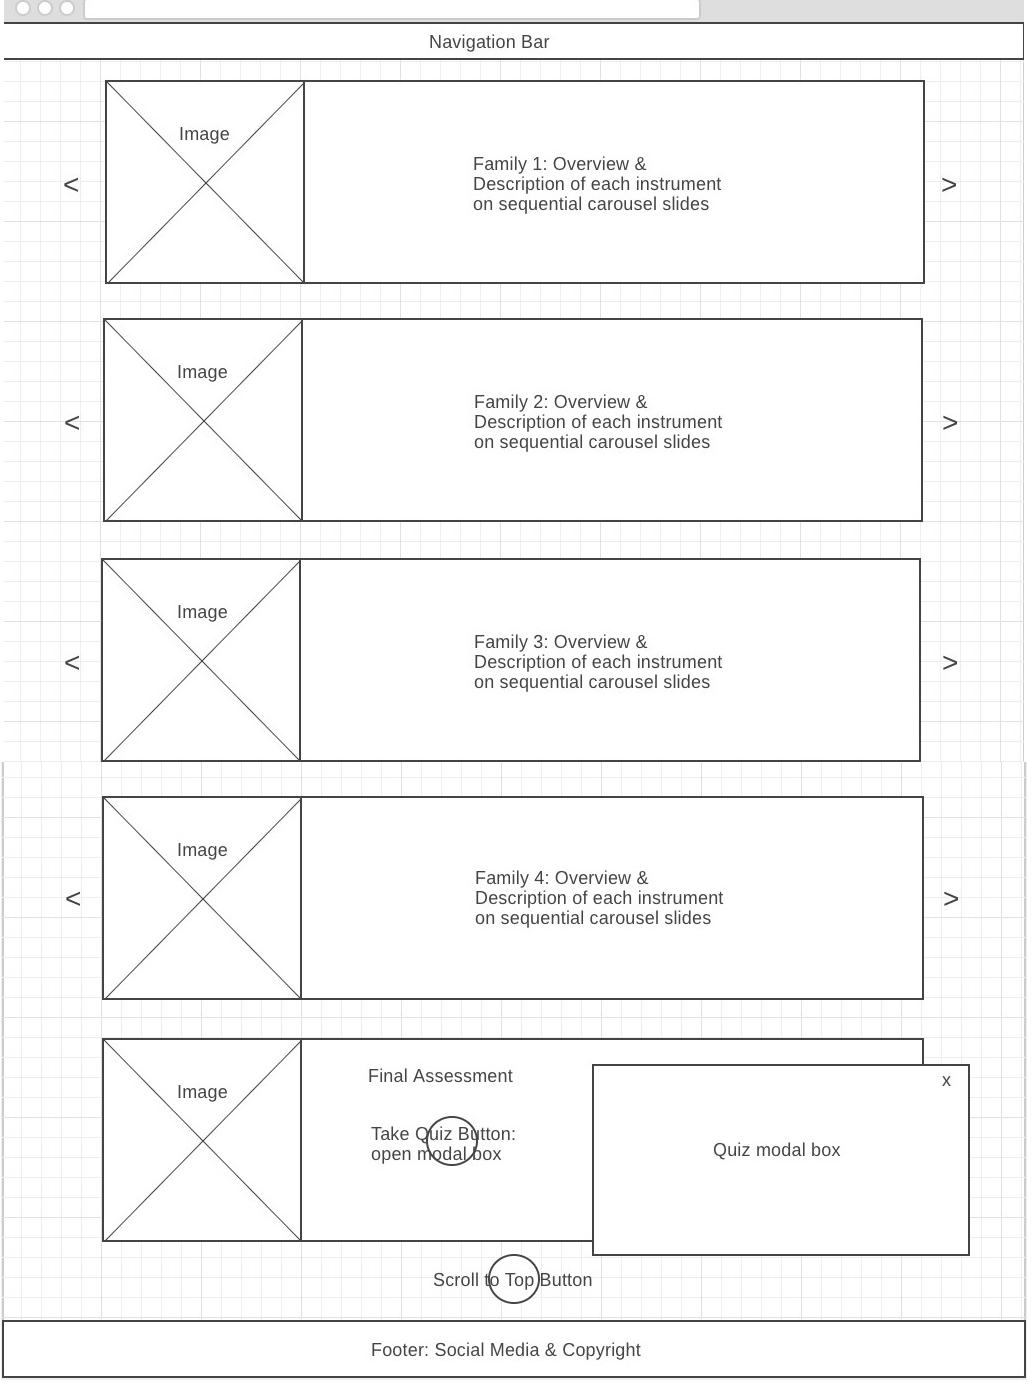 Navigation Bar
Image
<
Family 1: Overview &
Description of each instrument
on sequential carousel slides
>
Image
<
Family 2: Overview &
Description of each instrument
on sequential carousel slides
>
Image
<
Family 3: Overview &
Description of each instrument
on sequential carousel slides
>
Image
<
Family 4: Overview &
Description of each instrument
on sequential carousel slides
>
Image
Final Assessment
Take Quiz Button:
open modal box
x
Quiz modal box
Scroll to Top Button
Footer: Social Media & Copyright